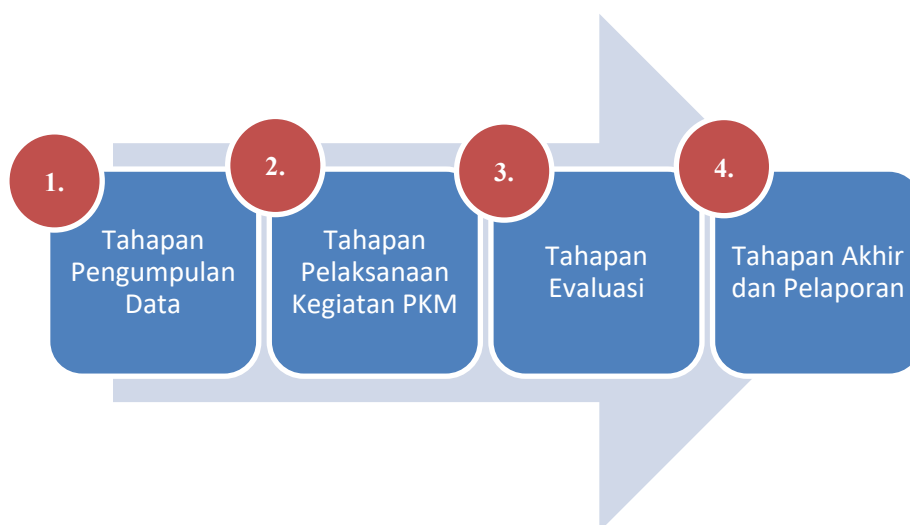 1.
Tahapan
Pengumpulan
Data
2.
Tahapan
Pelaksanaan
Kegiatan PKM
3.
Tahapan
Evaluasi
4.
Tahapan Akhir
dan Pelaporan